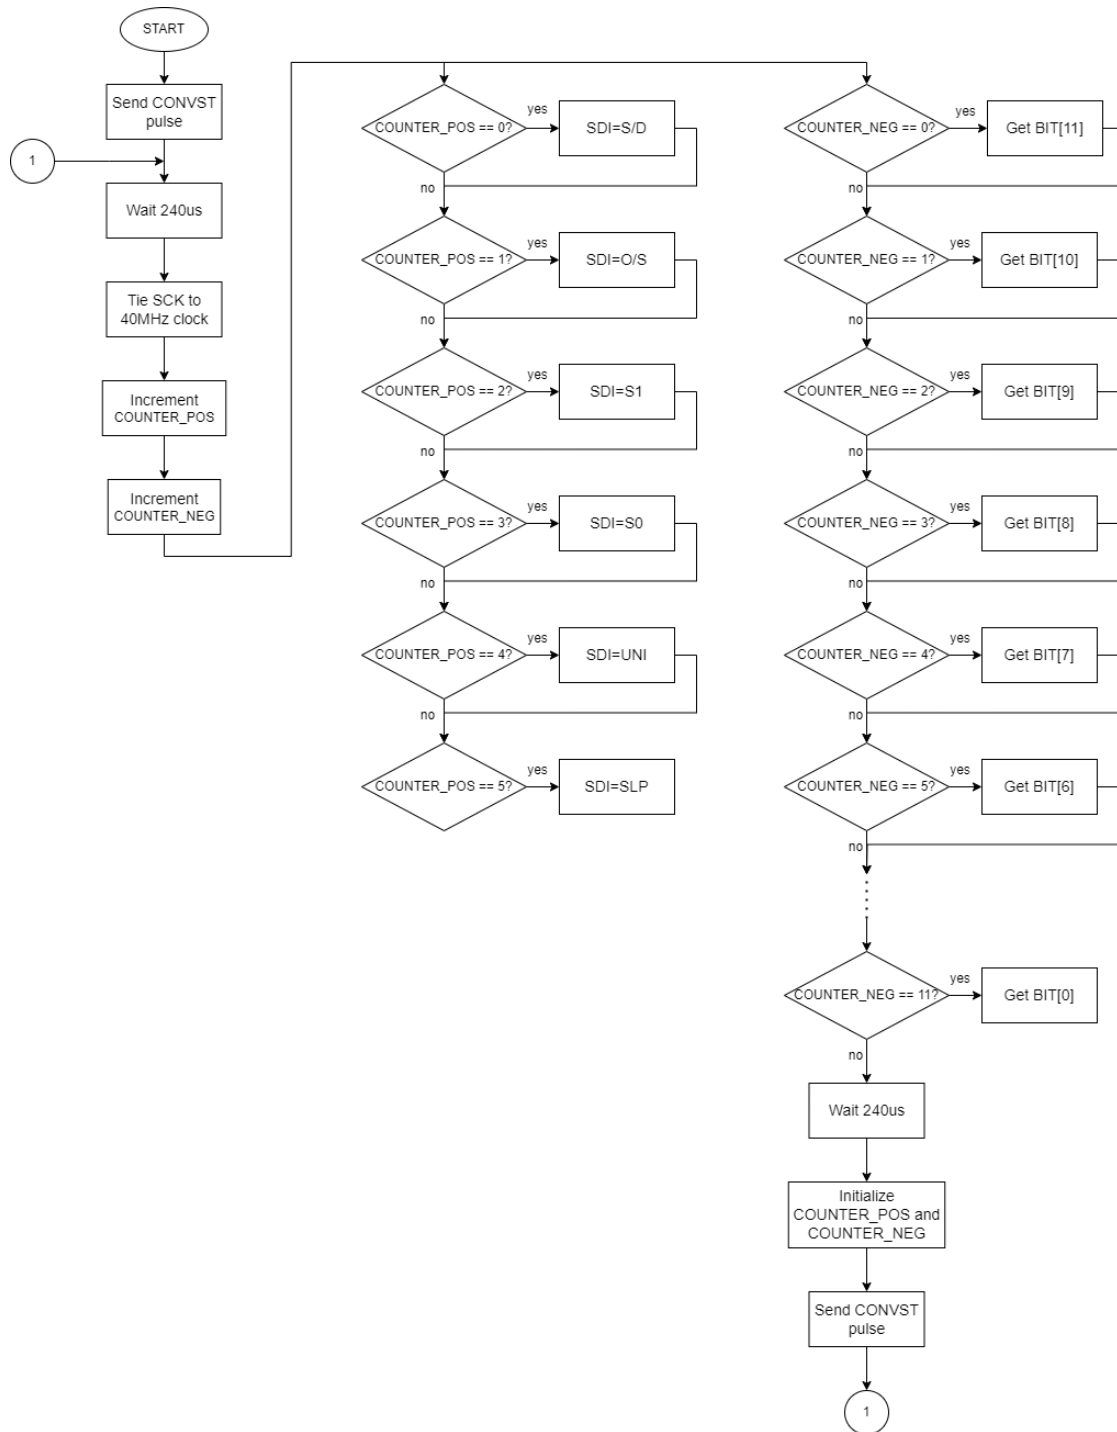 START
Send CONVST
pulse
1
Wait 240us
Tie SCK to
40MHz clock
Increment
COUNTER_POS
Increment
COUNTER_NEG
COUNTER_POS == 0?
yes
SDI=S/D
no
COUNTER_POS == 1?
yes
SDI=O/S
no
COUNTER_POS == 2?
yes
SDI=S1
no
COUNTER_POS == 3?
yes
SDI=S0
no
COUNTER_POS == 4?
yes
SDI=UNI
no
COUNTER_POS == 5?
yes
SDI=SLP
COUNTER_NEG == 0?
yes
Get BIT[11]
no
COUNTER_NEG == 1?
yes
Get BIT[10]
no
COUNTER_NEG == 2?
yes
Get BIT[9]
no
COUNTER_NEG == 3?
yes
Get BIT[8]
no
COUNTER_NEG == 4?
yes
Get BIT[7]
no
COUNTER_NEG == 5?
yes
Get BIT[6]
no
COUNTER_NEG == 11?
yes
Get BIT[0]
no
Wait 240us
Initialize
COUNTER_POS and
COUNTER_NEG
Send CONVST
pulse
1